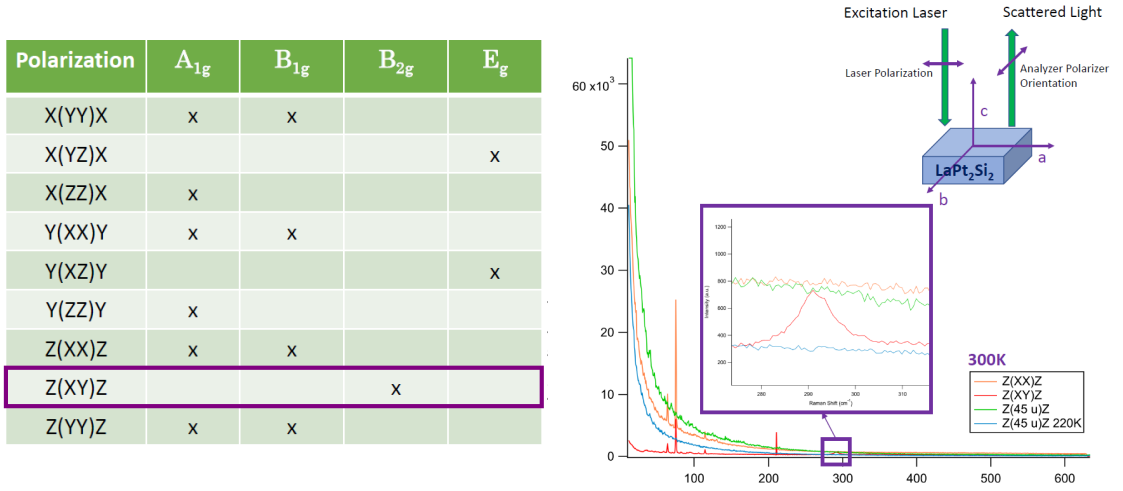 Polarization A₁g B₁g B₂g Eg
X(YY)X x x
X(YZ)X x
X(ZZ)X x
Y(XX)Y x x
Y(XZ)Y x
Y(ZZ)Y x
Z(XX)Z x x
Z(XY)Z x
Z(YY)Z x x
Excitation Laser
Scattered Light
Laser Polarization
Analyzer Polarizer
Orientation
c
a
b
LaPt₂Si₂
60 x10³
50
40
30
20
10
0
100 200 300 400 500 600
1200
1000
800
600
400
200
Intensity (a.u.)
280 290 300 310
Raman Shift (cm⁻¹)
300K
Z(XX)Z
Z(XY)Z
Z(45 u)Z
Z(45 u)Z 220K